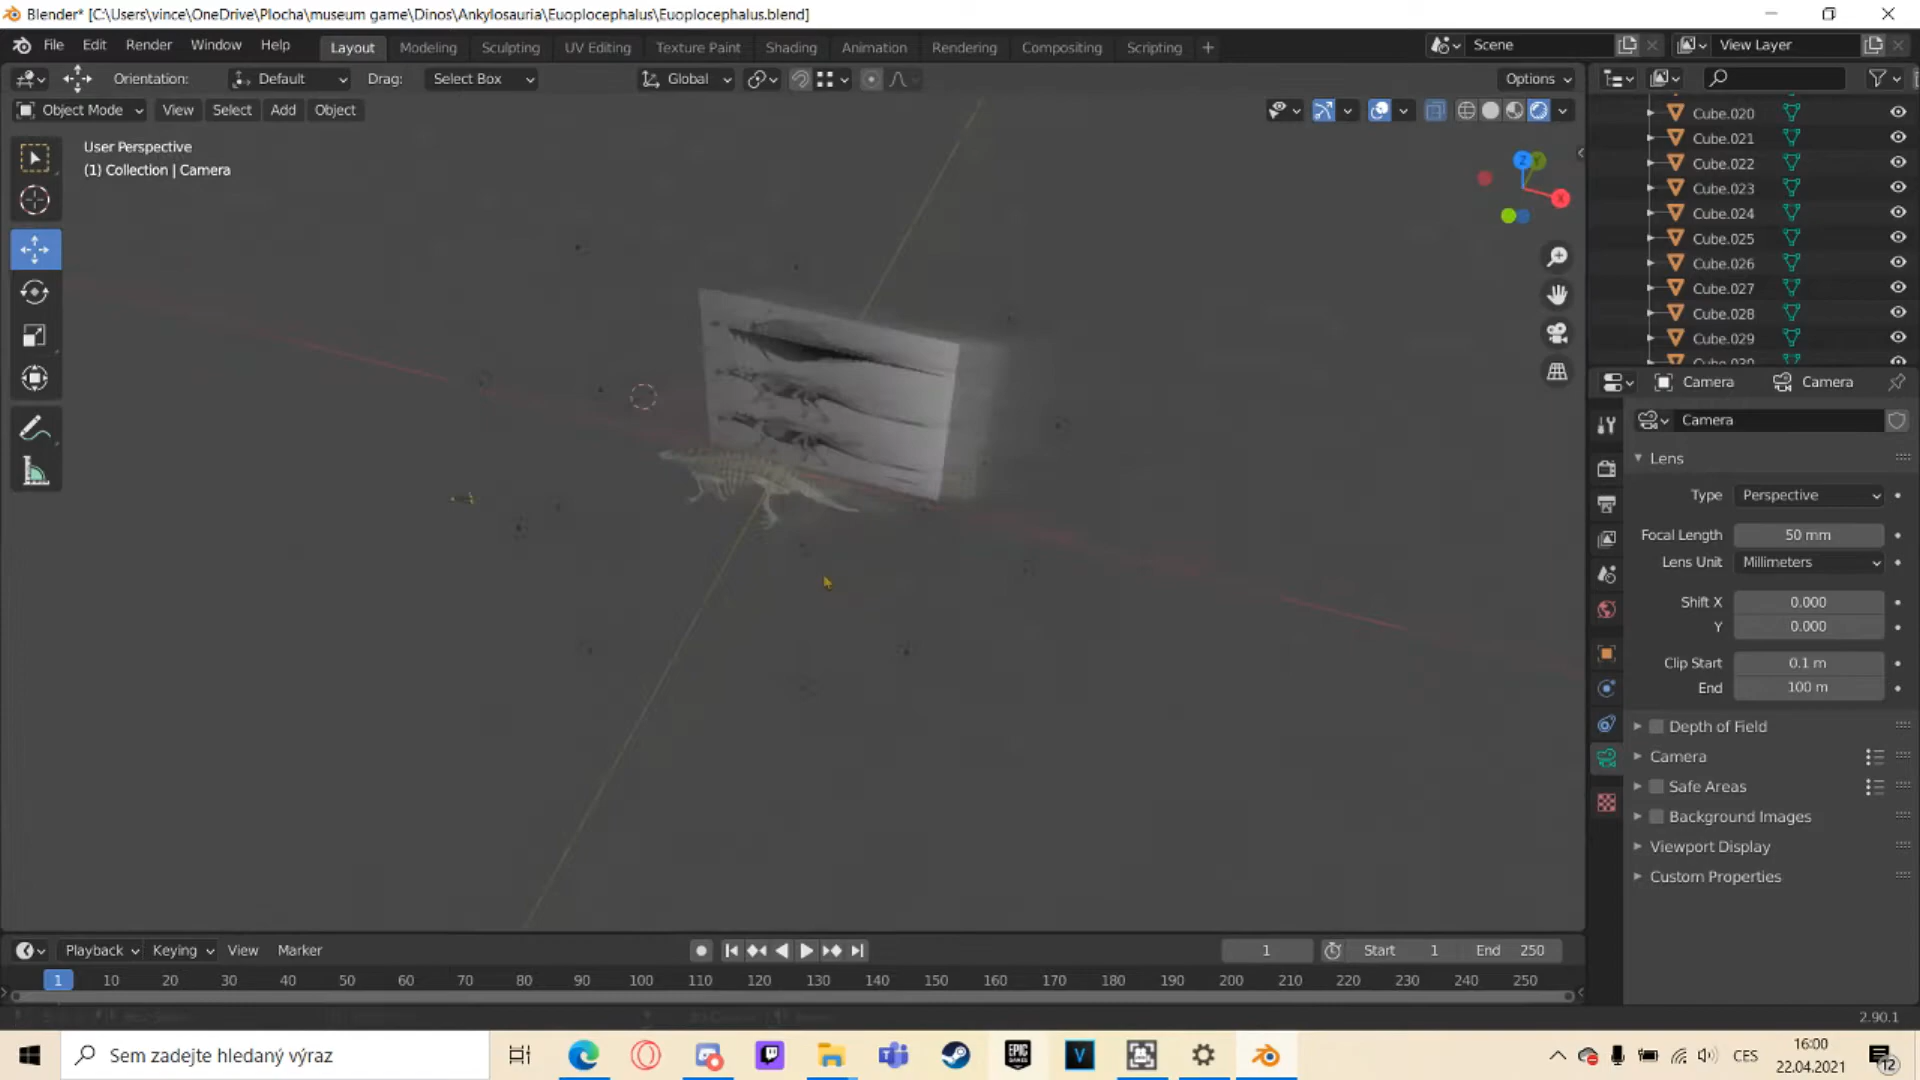 Blender* [C:\Users\vince\OneDrive\Plocha\museum game\Dinos\Ankylosauria\Euoplocephalus\Euoplocephalus.blend]
File Edit Render Window Help Layout Modeling Sculpting UV Editing Texture Paint Shading Animation Rendering Compositing Scripting + Scene View Layer
Orientation: Default Drag: Select Box Global Options
Object Mode View Select Add Object
User Perspective
(1) Collection | Camera
Z
Y
X
Cube.020
Cube.021
Cube.022
Cube.023
Cube.024
Cube.025
Cube.026
Cube.027
Cube.028
Cube.029
Cube.030
Camera Camera
Camera
Lens
Type Perspective
Focal Length 50 mm
Lens Unit Millimeters
Shift X 0.000
Y 0.000
Clip Start 0.1 m
End 100 m
Depth of Field
Camera
Safe Areas
Background Images
Viewport Display
Custom Properties
Playback Keying View Marker 1 Start 1 End 250
1 10 20 30 40 50 60 70 80 90 100 110 120 130 140 150 160 170 180 190 200 210 220 230 240 250
2.90.1
Sem zadejte hledaný výraz
EPIC GAMES
V
CES
16:00
22.04.2021
12